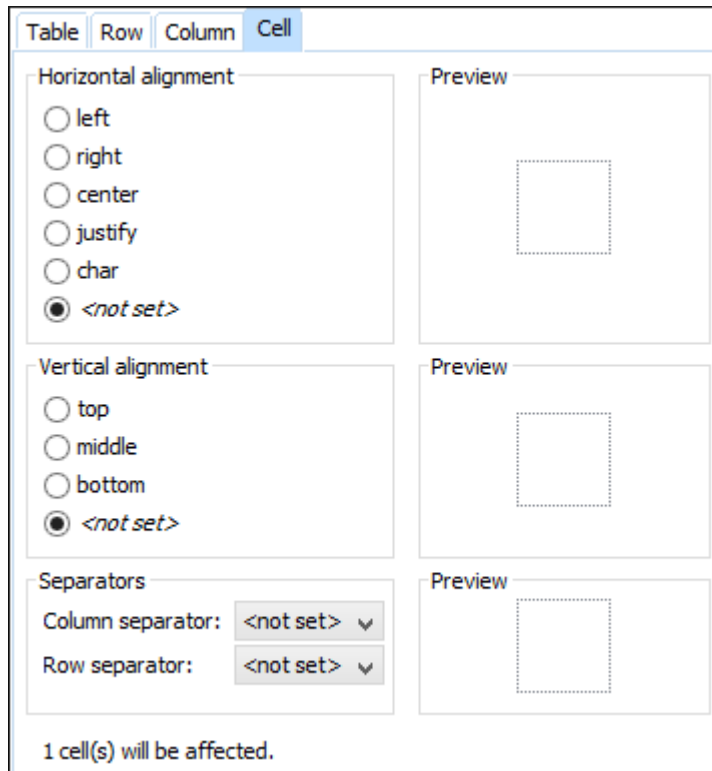 Table Row Column Cell
Horizontal alignment
left
right
center
justify
char
<not set>
Preview
Vertical alignment
top
middle
bottom
<not set>
Preview
Separators
Column separator: <not set>
Row separator: <not set>
Preview
1 cell(s) will be affected.